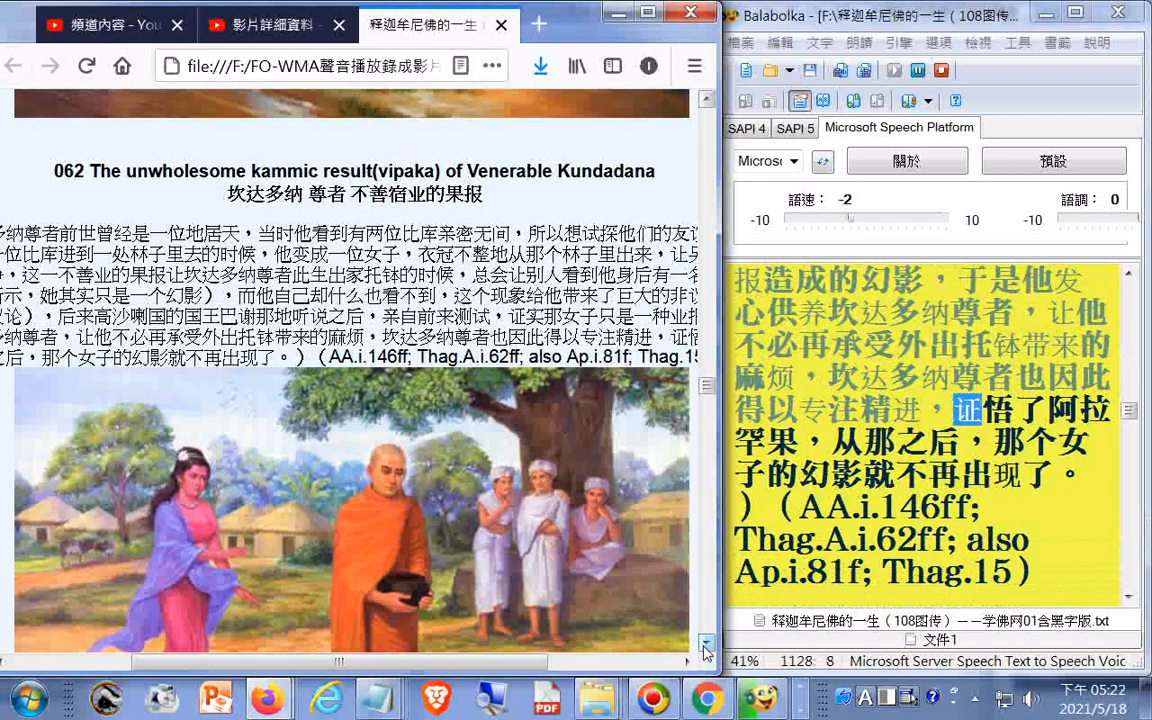 頻道內容 - You
影片詳細資料 -
释迦牟尼佛的一生（
file:///F:/FO-WMA聲音播放錄成影片
062 The unwholesome kammic result(vipaka) of Venerable Kundadana
坎达多纳 尊者 不善宿业的果报
纳尊者前世曾经是一位地居天，当时他看到有两位比库亲密无间，所以想试探他们的友谊
一位比库进到一处林子里去的时候，他变成一位女子，衣冠不整地从那个林子里出来，让另
，这一不善业的果报让坎达多纳尊者此生出家托钵的时候，总会让别人看到他身后有一名
所示，她其实只是一个幻影），而他自己却什么也看不到，这个现象给他带来了巨大的非议
论），后来高沙喇国的国王巴谢那地听说之后，亲自前来测试，证实那女子只是一种业报
纳尊者，让他不必再承受外出托钵带来的麻烦，坎达多纳尊者也因此得以专注精进，证悟
之后，那个女子的幻影就不再出现了。）（AA.i.146ff; Thag.A.i.62ff; also Ap.i.81f; Thag.15
Balabolka - [F:\释迦牟尼佛的一生（108图传）...
檔案 編輯 文字 朗讀 引擎 選項 檢視 工具 書籤 說明
SAPI 4 SAPI 5 Microsoft Speech Platform
Micros 關於 預設
語速： -2 語調： 0
-10 10 -10
报造成的幻影，于是他发
心供养坎达多纳尊者，让他
不必再承受外出托钵带来的
麻烦，坎达多纳尊者也因此
得以专注精进，证悟了阿拉
罕果，从那之后，那个女
子的幻影就不再出现了。
）（AA.i.146ff;
Thag.A.i.62ff; also
Ap.i.81f; Thag.15）
释迦牟尼佛的一生（108图传）——学佛网01含黑字版.txt
文件1
41% 1128: 8 Microsoft Server Speech Text to Speech Voic
下午 05:22
2021/5/18